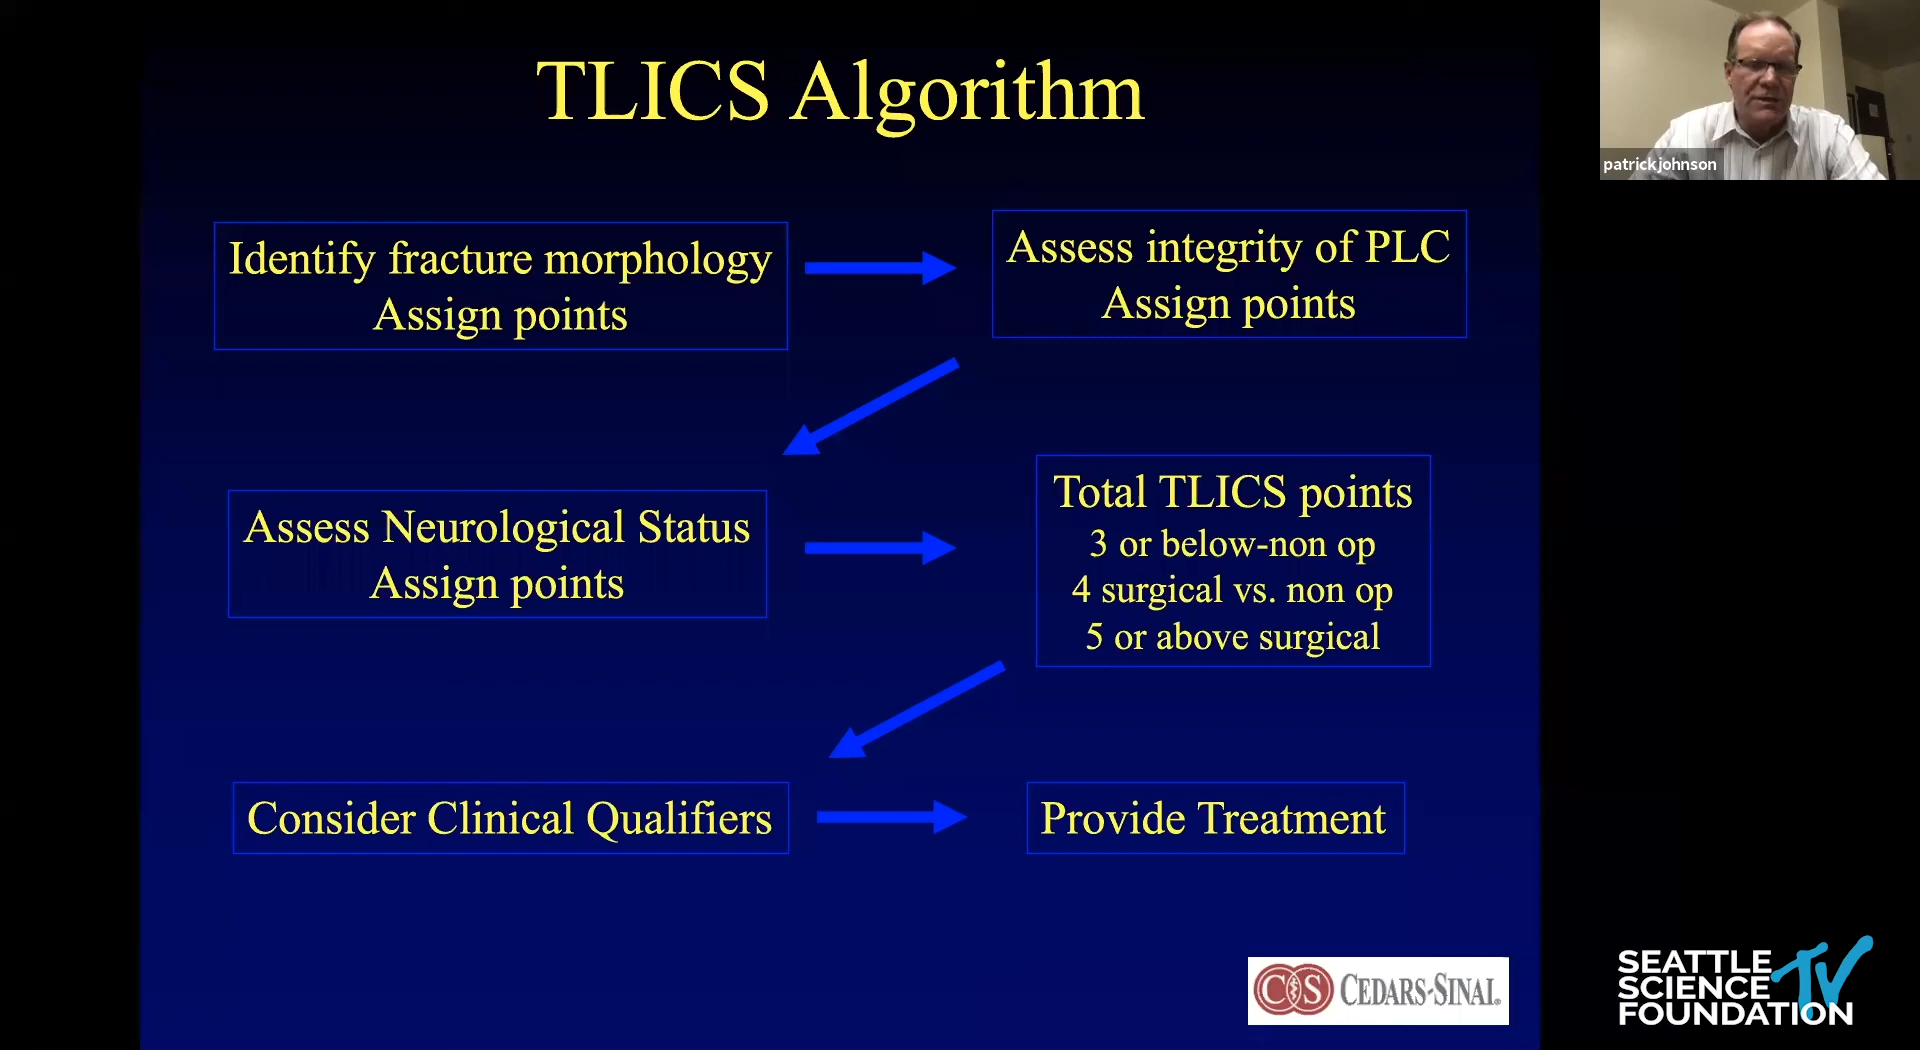 TLICS Algorithm
patrickjohnson
Identify fracture morphology
Assign points
Assess integrity of PLC
Assign points
Assess Neurological Status
Assign points
Total TLICS points
3 or below-non op
4 surgical vs. non op
5 or above surgical
Consider Clinical Qualifiers
Provide Treatment
CS CEDARS-SINAI®
SEATTLE
SCIENCE
FOUNDATION
TV